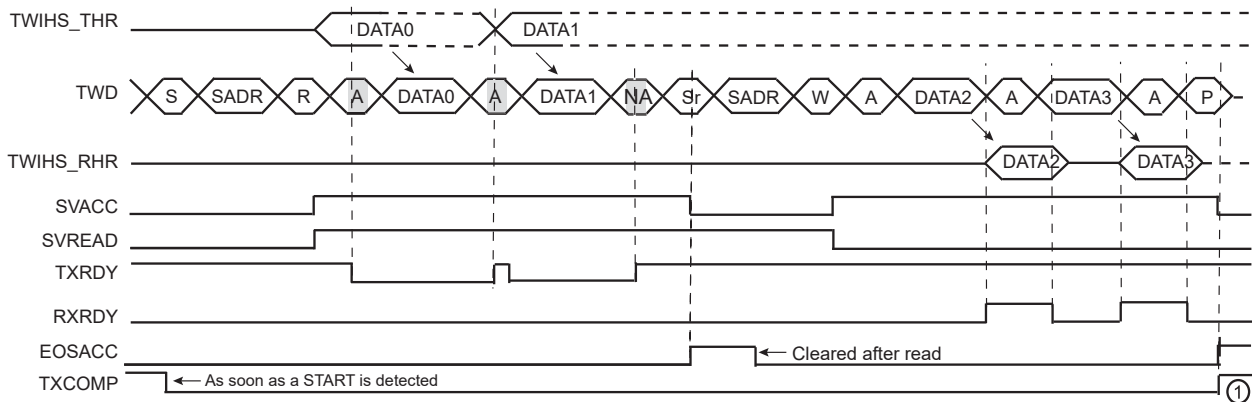 TWIHS_THR DATA0 DATA1
TWD S SADR R A DATA0 A DATA1 NA Sr SADR W A DATA2 A DATA3 A P
TWIHS_RHR DATA2 DATA3
SVACC
SVREAD
TXRDY
RXRDY
EOSACC Cleared after read
TXCOMP As soon as a START is detected 1